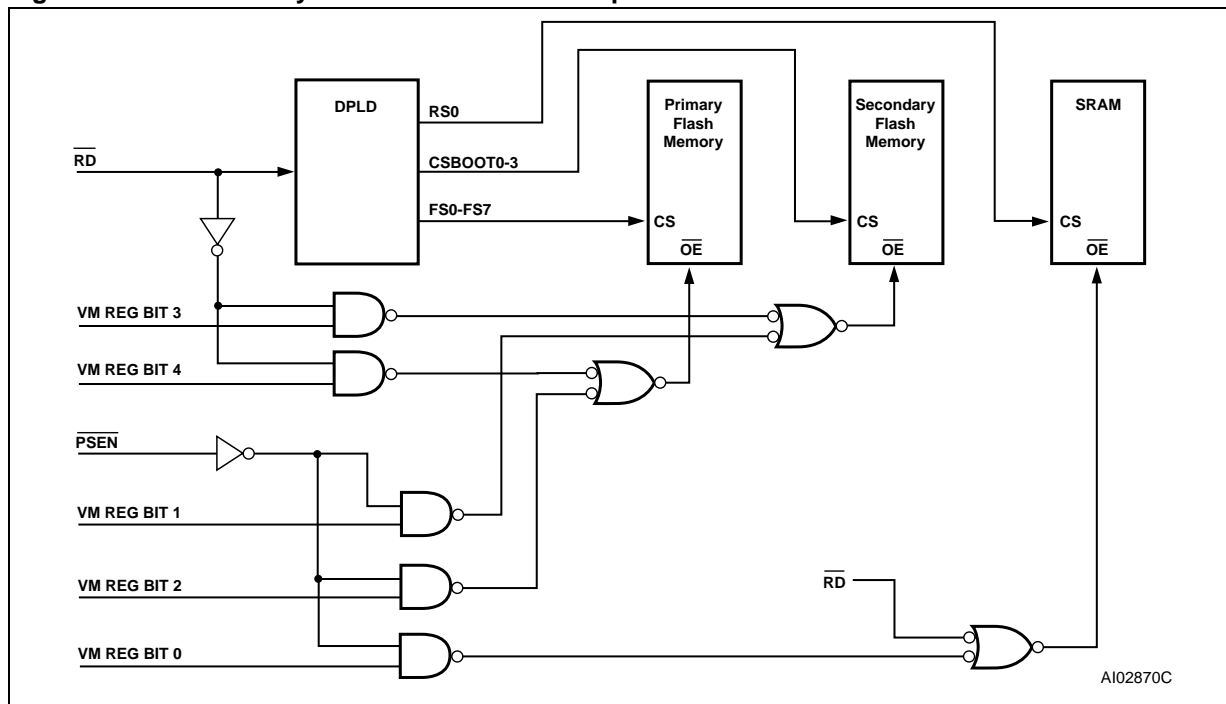 DPLD
RS0
CSBOOT0-3
FS0-FS7
Primary
Flash
Memory
CS
OE
Secondary
Flash
Memory
CS
OE
SRAM
CS
OE
RD
VM REG BIT 3
VM REG BIT 4
PSEN
VM REG BIT 1
VM REG BIT 2
VM REG BIT 0
RD
AI02870C